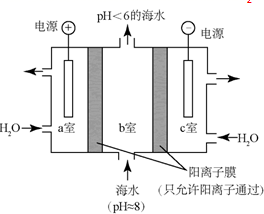 2
pH<6的海水
电源
+
−
电源
a室
b室
c室
H₂O
H₂O
阳离子膜
(只允许阳离子通过)
海水
(pH≈8)